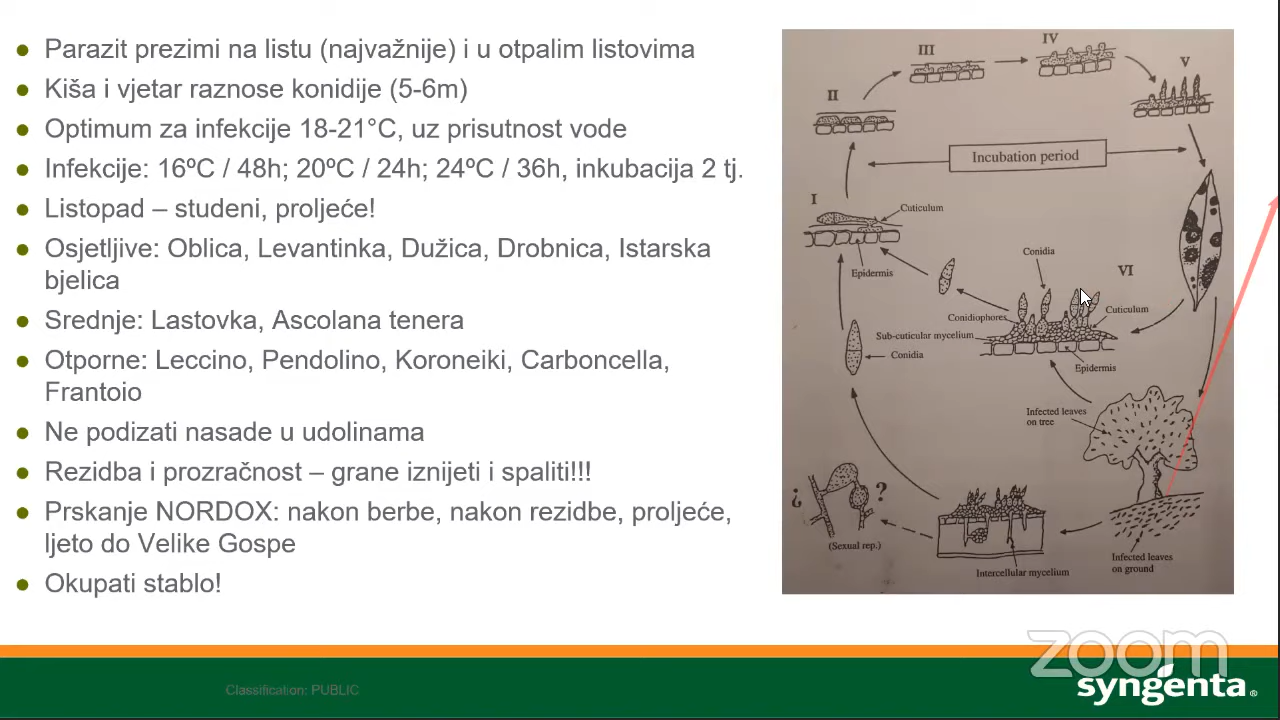 Parazit prezimi na listu (najvažnije) i u otpalim listovima
Kiša i vjetar raznose konidije (5-6m)
Optimum za infekcije 18-21°C, uz prisutnost vode
Infekcije: 16ºC / 48h; 20ºC / 24h; 24ºC / 36h, inkubacija 2 tj.
Listopad – studeni, proljeće!
Osjetljive: Oblica, Levantinka, Dužica, Drobnica, Istarska
bjelica
Srednje: Lastovka, Ascolana tenera
Otporne: Leccino, Pendolino, Koroneiki, Carboncella,
Frantoio
Ne podizati nasade u udolinama
Rezidba i prozračnost – grane iznijeti i spaliti!!!
Prskanje NORDOX: nakon berbe, nakon rezidbe, proljeće,
ljeto do Velike Gospe
Okupati stablo!
III
IV
V
II
Incubation period
I
Cuticulum
Epidermis
Conidia
VI
Conidiophores
Cuticulum
Sub-cuticular mycelium
Conidia
Epidermis
Infected leaves
on tree
¿
?
(Sexual rep.)
Intercellular mycelium
Infected leaves
on ground
zoom
Classification: PUBLIC
syngenta®